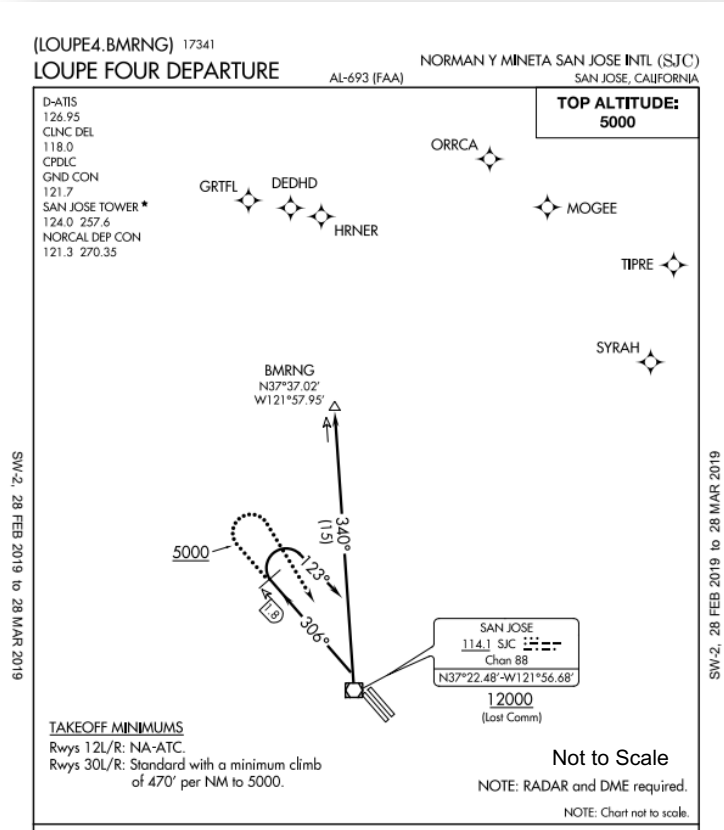 (LOUPE4.BMRNG) 17341
LOUPE FOUR DEPARTURE
AL-693 (FAA)
NORMAN Y MINETA SAN JOSE INTL (SJC)
SAN JOSE, CALIFORNIA
D-ATIS
126.95
CLNC DEL
118.0
CPDLC
GND CON
121.7
SAN JOSE TOWER★
124.0 257.6
NORCAL DEP CON
121.3 270.35
TOP ALTITUDE:
5000
ORRCA
GRTFL
DEDHD
HRNER
MOGEE
TIPRE
SYRAH
BMRNG
N37°37.02'
W121°57.95'
340°
(15)
5000
123°
1.8
306°
SAN JOSE
114.1 SJC
Chan 88
N37°22.48'-W121°56.68'
12000
(Lost Comm)
TAKEOFF MINIMUMS
Rwys 12L/R: NA-ATC.
Rwys 30L/R: Standard with a minimum climb
of 470' per NM to 5000.
Not to Scale
NOTE: RADAR and DME required.
NOTE: Chart not to scale.
SW-2, 28 FEB 2019 to 28 MAR 2019
SW-2, 28 FEB 2019 to 28 MAR 2019